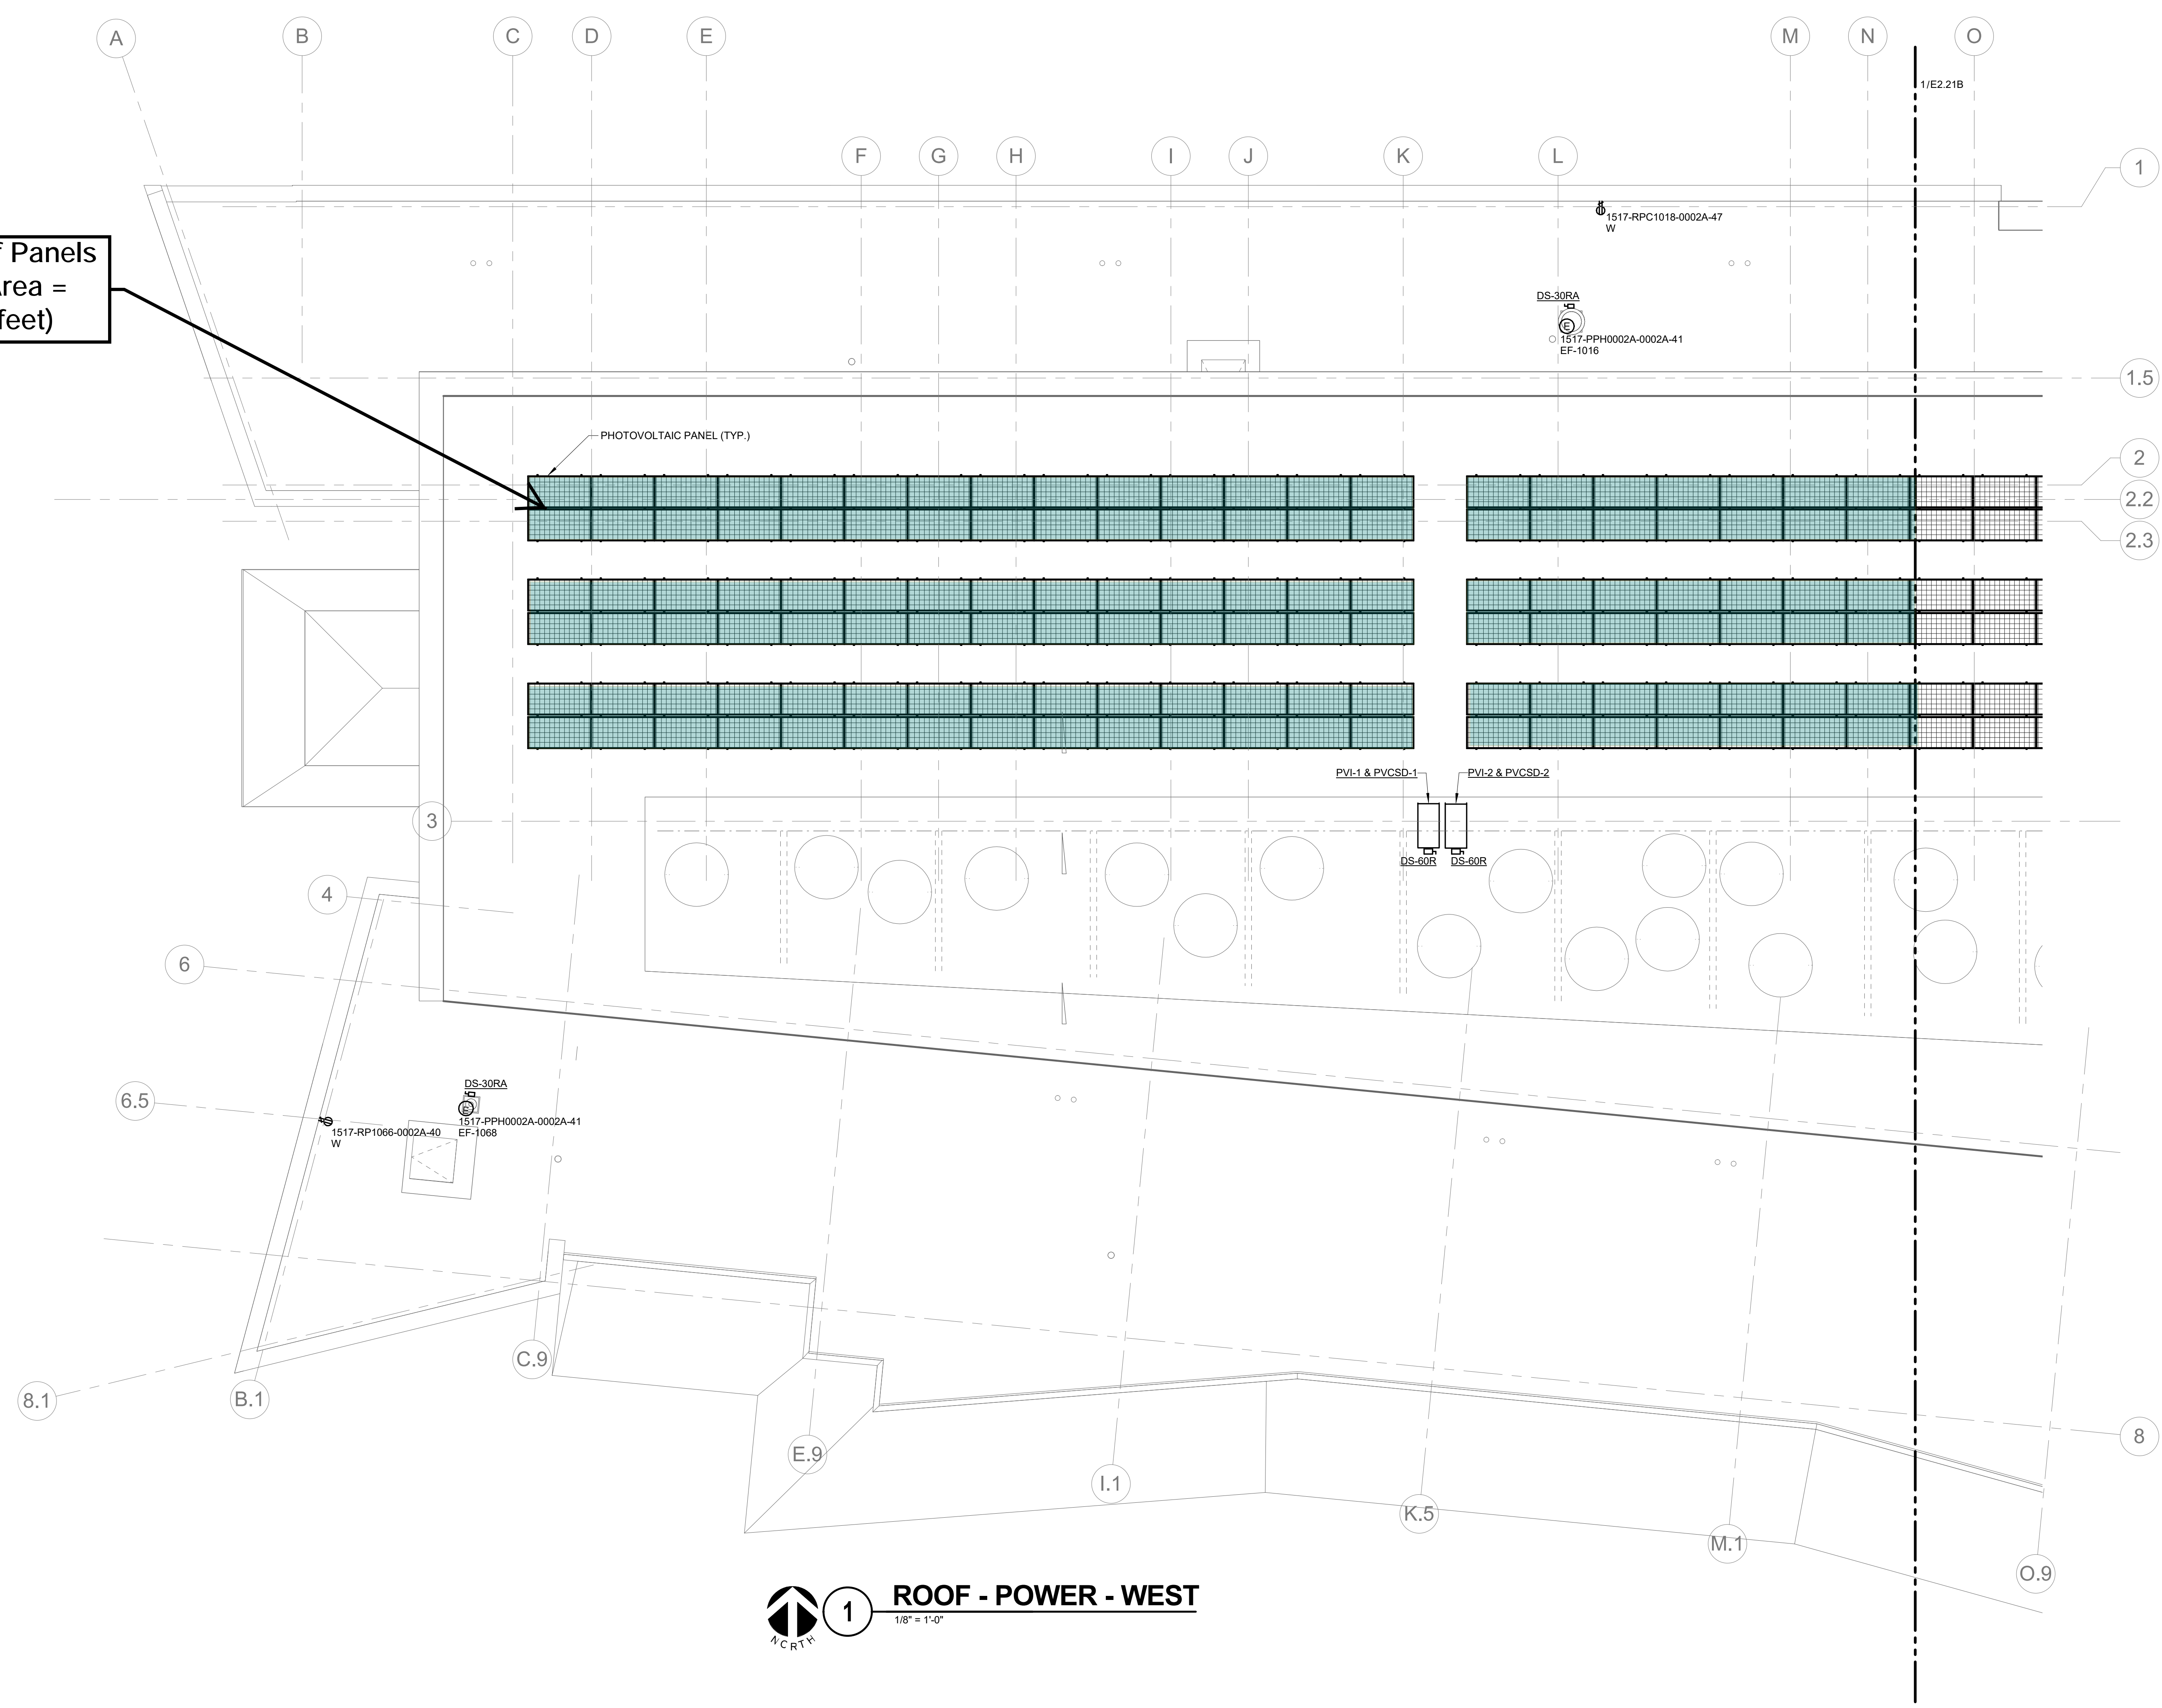 A
B
C
D
E
M
N
O
1/E2.21B
F
G
H
I
J
K
L
1
1517-RPC1018-0002A-47
W
Panels
Area =
feet)
DS-30RA
E
1517-PPH0002A-0002A-41
EF-1016
1.5
PHOTOVOLTAIC PANEL (TYP.)
2
2.2
2.3
PVI-1 & PVCSD-1
PVI-2 & PVCSD-2
3
DS-60R
DS-60R
4
6
6.5
DS-30RA
E
1517-PPH0002A-0002A-41
EF-1068
1517-RP1066-0002A-40
W
8.1
B.1
C.9
E.9
I.1
K.5
M.1
O.9
8
NORTH
1
ROOF - POWER - WEST
1/8" = 1'-0"